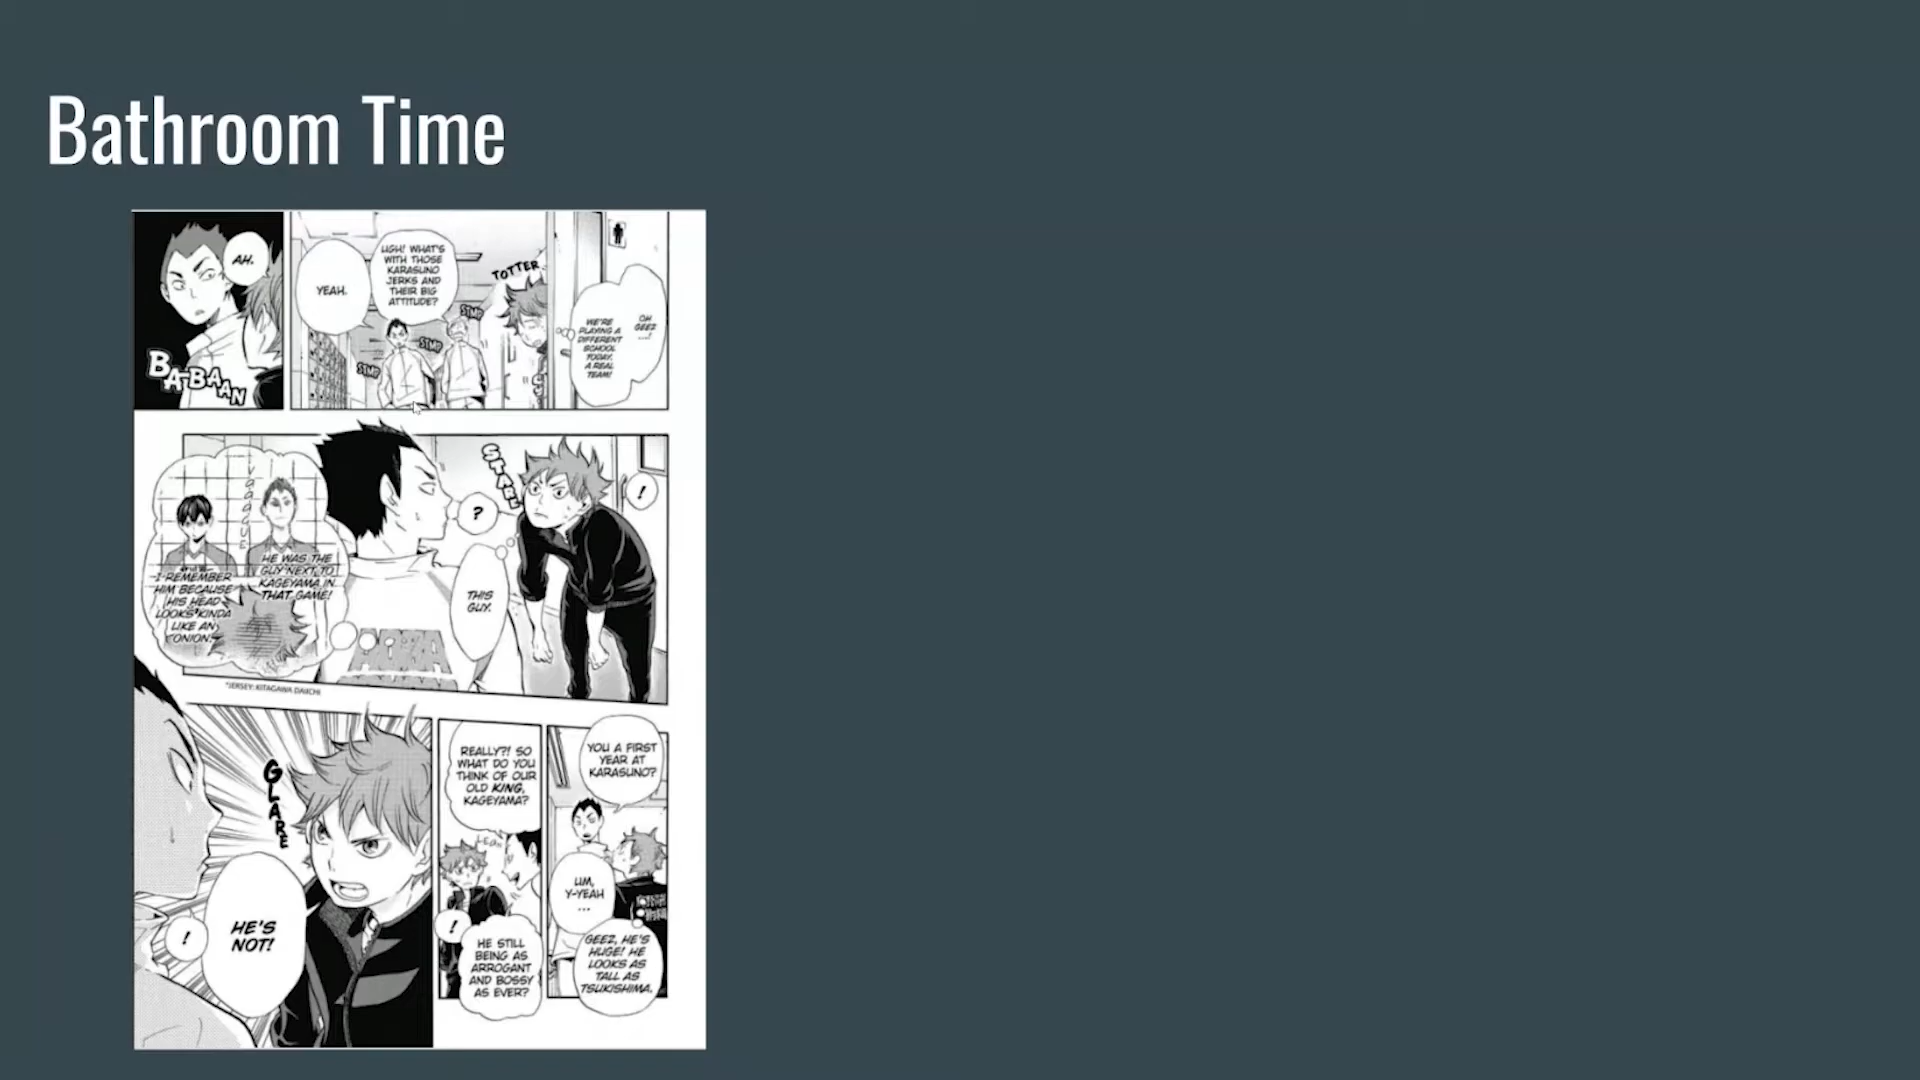 Bathroom Time
OH
GEEZ
...!
WE'RE
PLAYING A
DIFFERENT
SCHOOL
TODAY.
A REAL
TEAM!
TOTTER
UGH! WHAT'S
WITH THOSE
KARASUNO
JERKS AND
THEIR BIG
ATTITUDE?
YEAH.
STMP
STMP
STMP
AH.
BA-BAAN
!
STARE
?
THIS
GUY.
HE WAS THE
GUY NEXT TO
KAGEYAMA IN
THAT GAME!
I REMEMBER
HIM BECAUSE
HIS HEAD
LOOKS KINDA
LIKE AN
ONION.
*JERSEY: KITAGAWA DAIICHI
YOU A FIRST
YEAR AT
KARASUNO?
UM,
Y-YEAH
...
GEEZ, HE'S
HUGE! HE
LOOKS AS
TALL AS
TSUKISHIMA.
REALLY?! SO
WHAT DO YOU
THINK OF OUR
OLD KING,
KAGEYAMA?
LEAN
!
HE STILL
BEING AS
ARROGANT
AND BOSSY
AS EVER?
GLARE
HE'S
NOT!
!